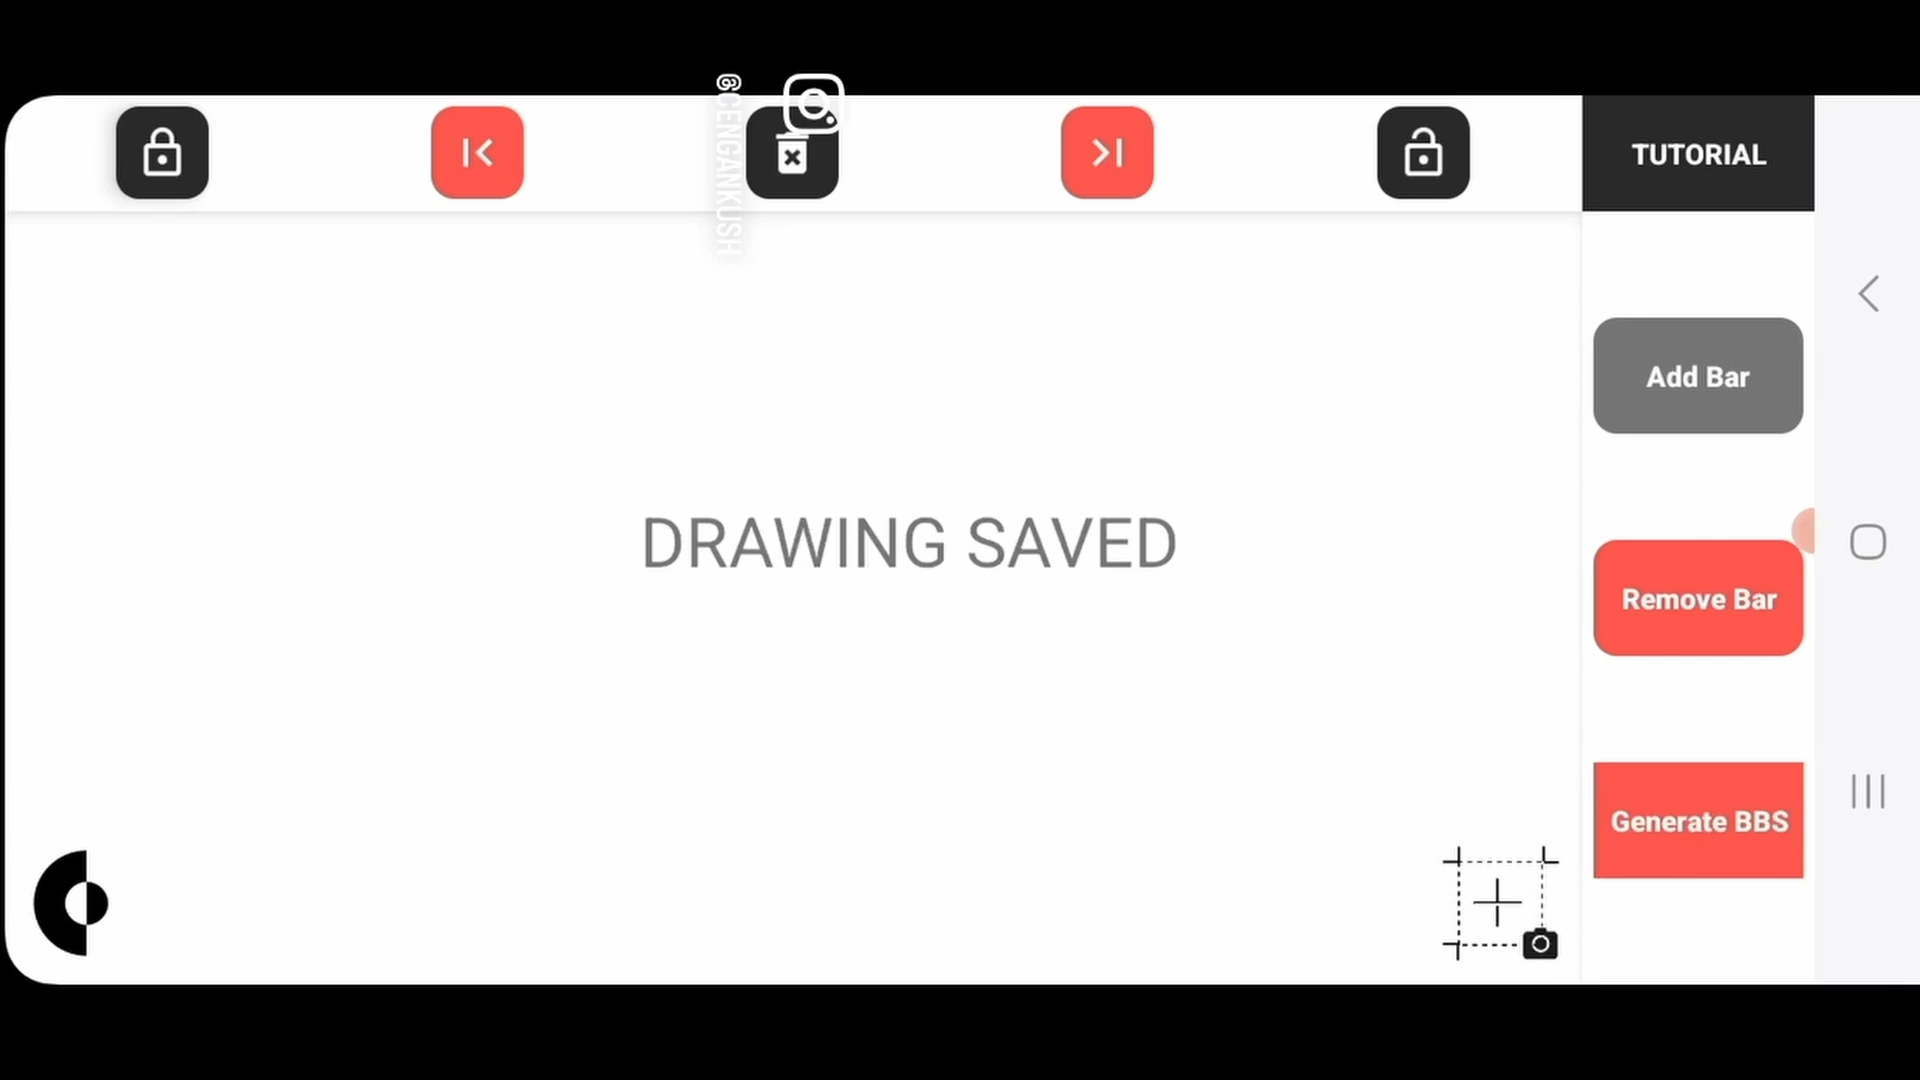 @CENGANKUSH
TUTORIAL
Add Bar
DRAWING SAVED
Remove Bar
Generate BBS